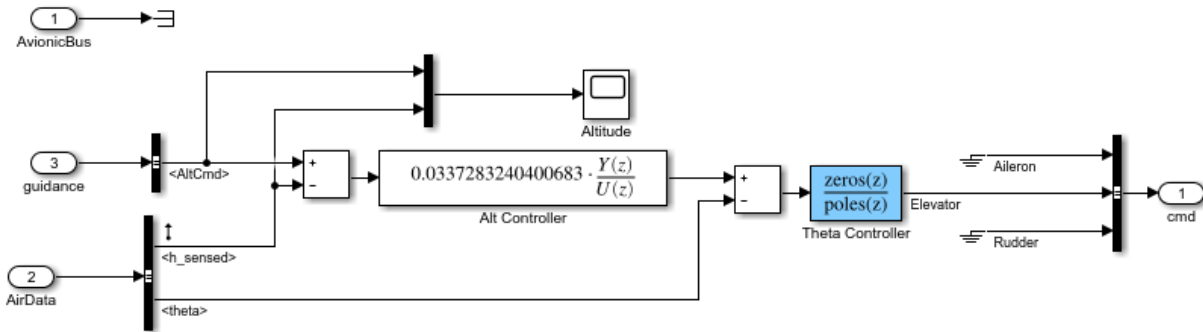 1
AvionicBus
Altitude
3
guidance
<AltCmd>
+
−
0.0337283240400683 · Y(z)
U(z)
Alt Controller
+
−
zeros(z)
poles(z)
Theta Controller
Aileron
Elevator
Rudder
1
cmd
2
AirData
<h_sensed>
<theta>